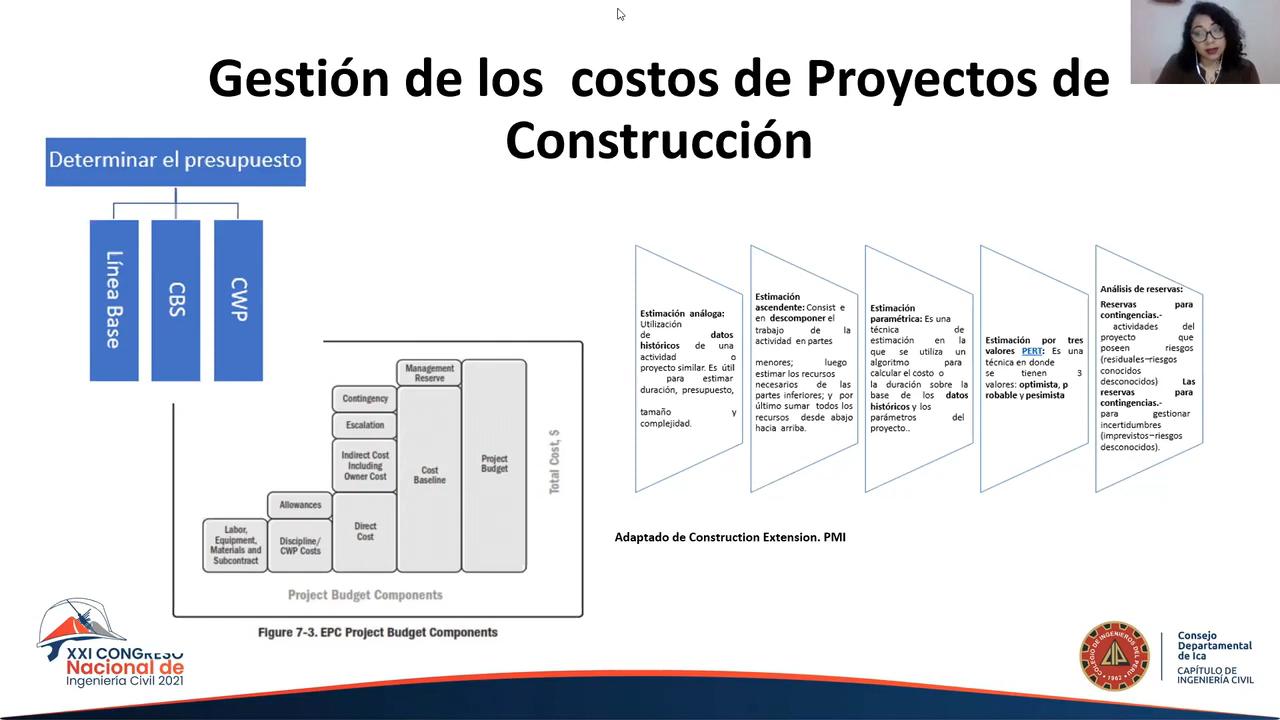 Gestión de los costos de Proyectos de
Construcción
Determinar el presupuesto
Línea Base
CBS
CWP
Management
Reserve
Contingency
Escalation
Indirect Cost
Including
Owner Cost
Cost
Baseline
Project
Budget
Allowances
Labor,
Equipment,
Materials and
Subcontract
Discipline/
CWP Costs
Direct
Cost
Total Cost, $
Project Budget Components
Figure 7-3. EPC Project Budget Components
Estimación análoga:
Utilización
de datos
históricos de una
actividad o
proyecto similar. Es útil
para estimar
duración, presupuesto,
tamaño y
complejidad.
Estimación
ascendente: Consist e
en descomponer el
trabajo de la
actividad en partes
menores; luego
estimar los recursos
necesarios de las
partes inferiores; y por
último sumar todos los
recursos desde abajo
hacia arriba.
Estimación
paramétrica: Es una
técnica de
estimación en la
que se utiliza un
algoritmo para
calcular el costo o
la duración sobre la
base de los datos
históricos y los
parámetros del
proyecto..
Estimación por tres
valores PERT: Es una
técnica en donde
se tienen 3
valores: optimista, p
robable y pesimista
Análisis de reservas:
Reservas para
contingencias.-
actividades del
proyecto que
poseen riesgos
(residuales–riesgos
conocidos
desconocidos) Las
reservas para
contingencias.-
para gestionar
incertidumbres
(imprevistos–riesgos
desconocidos).
Adaptado de Construction Extension. PMI
XXI CONGRESO
Nacional de
Ingeniería Civil 2021
COLEGIO DE INGENIEROS DEL PERU
1962
Consejo
Departamental
de Ica
CAPÍTULO DE
INGENIERÍA CIVIL